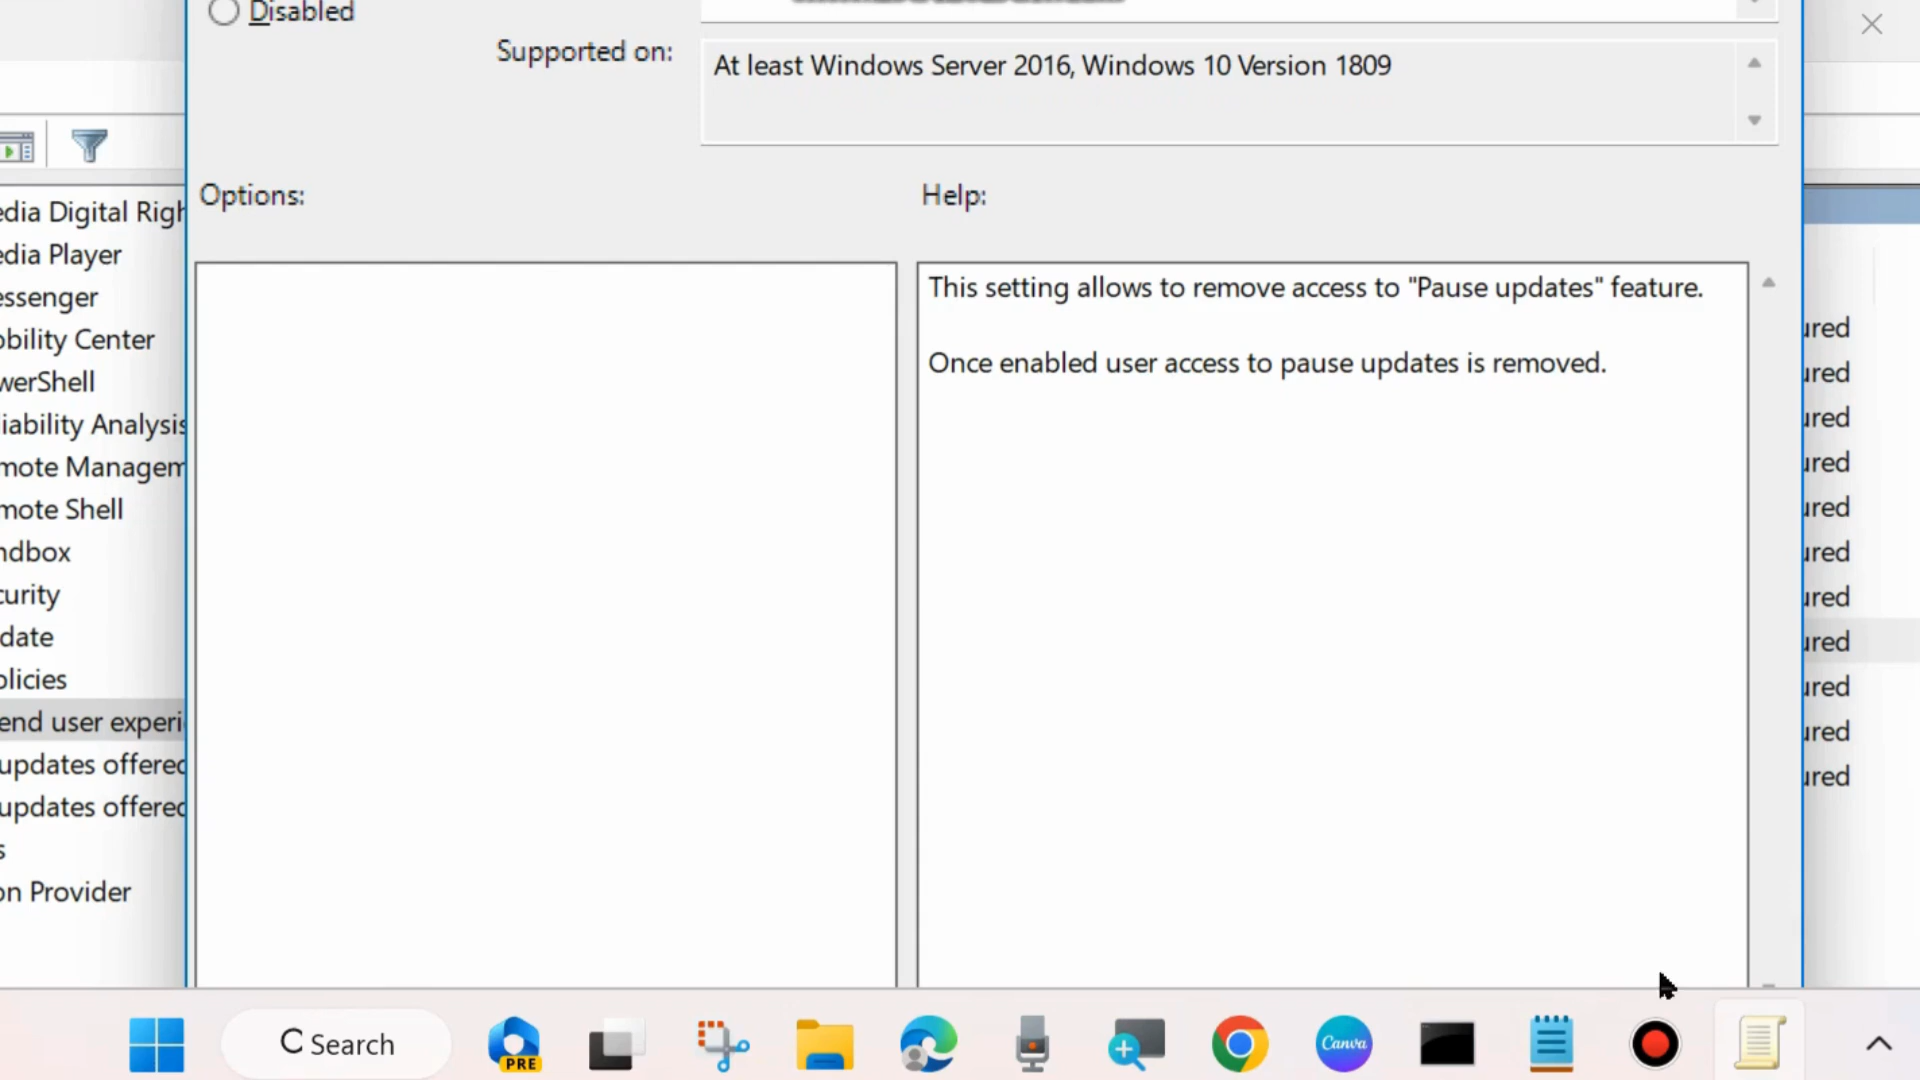 Disabled
Supported on:
At least Windows Server 2016, Windows 10 Version 1809
Options:
Help:
edia Digital Righ
edia Player
essenger
obility Center
werShell
liability Analysis
mote Managem
mote Shell
ndbox
curity
date
olicies
end user experi
updates offered
updates offered
s
on Provider
This setting allows to remove access to "Pause updates" feature.
Once enabled user access to pause updates is removed.
ured
ured
ured
ured
ured
ured
ured
ured
ured
ured
ured
Search
PRE
Canva